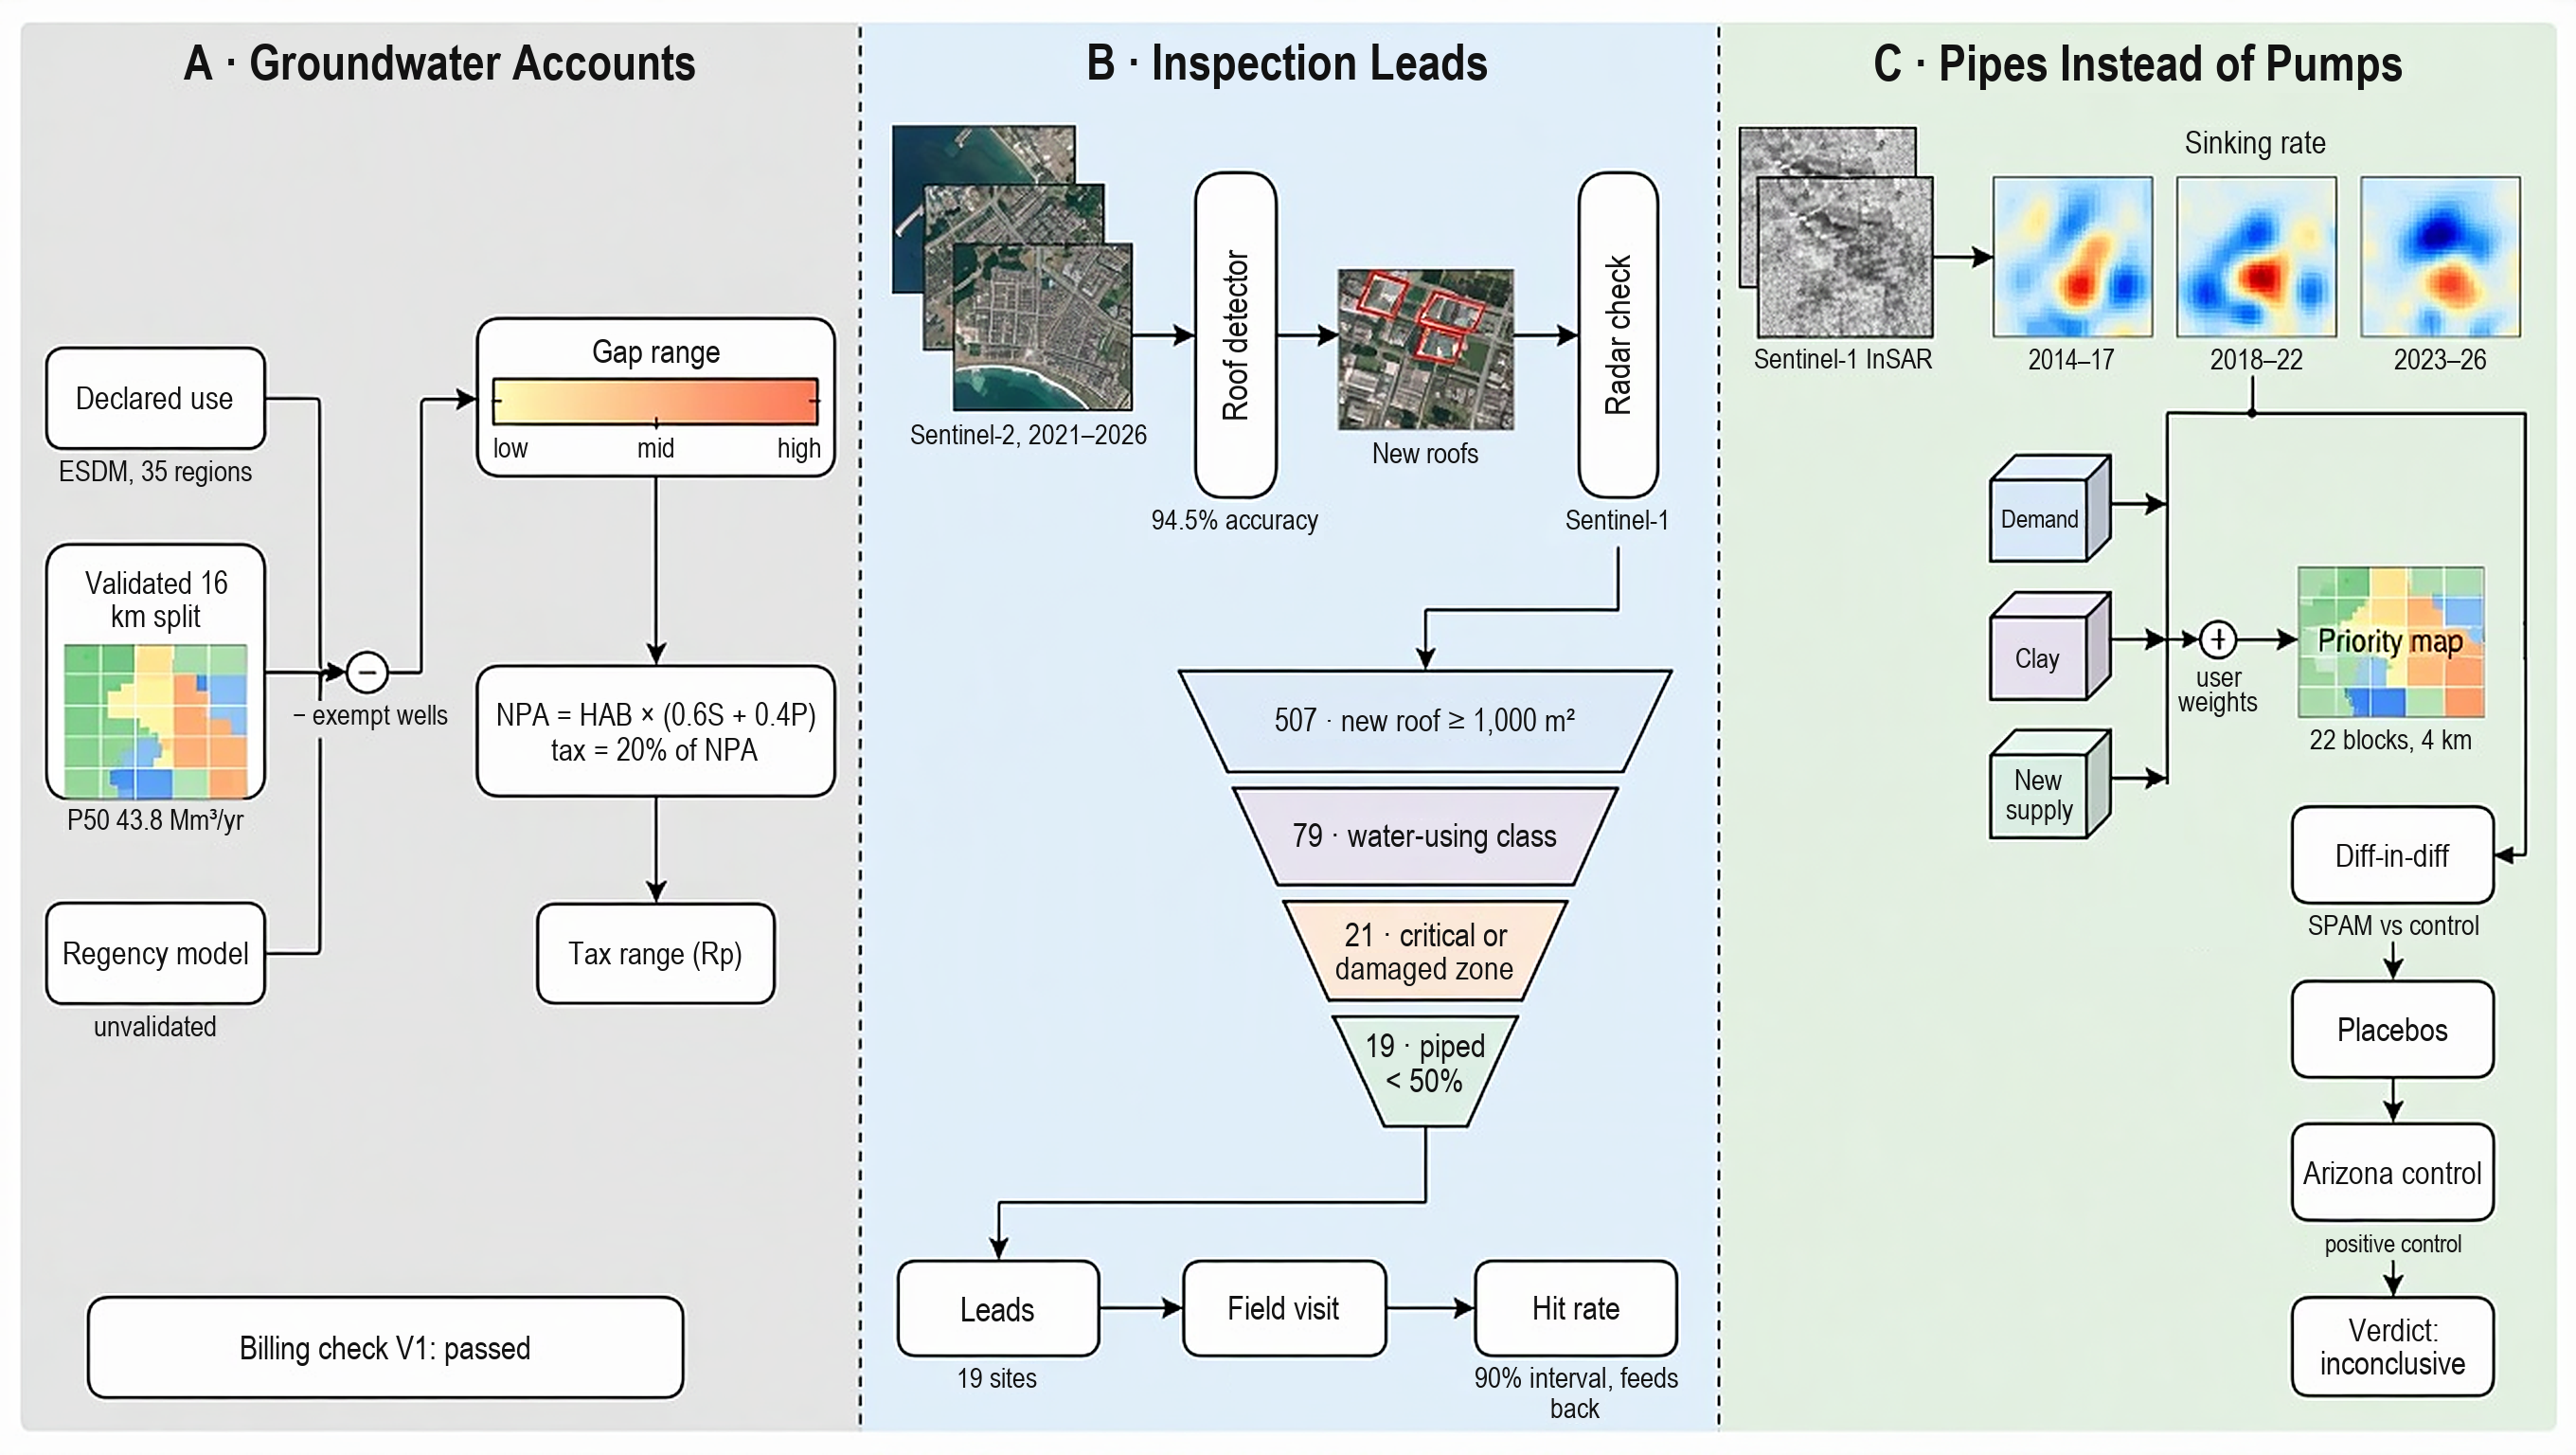 A · Groundwater Accounts
Declared use
ESDM, 35 regions
Validated 16
km split
P50 43.8 Mm³/yr
Regency model
unvalidated
− 
− exempt wells
Gap range
low
mid
high
NPA = HAB × (0.6S + 0.4P)
tax = 20% of NPA
Tax range (Rp)
Billing check V1: passed
B · Inspection Leads
Sentinel-2, 2021–2026
Roof detector
94.5% accuracy
New roofs
Radar check
Sentinel-1
507 · new roof ≥ 1,000 m²
79 · water-using class
21 · critical or
damaged zone
19 · piped
< 50%
Leads
19 sites
Field visit
Hit rate
90% interval, feeds
back
C · Pipes Instead of Pumps
Sentinel-1 InSAR
Sinking rate
2014–17
2018–22
2023–26
Demand
Clay
New
supply
+
user
weights
Priority map
22 blocks, 4 km
Diff-in-diff
SPAM vs control
Placebos
Arizona control
positive control
Verdict:
inconclusive